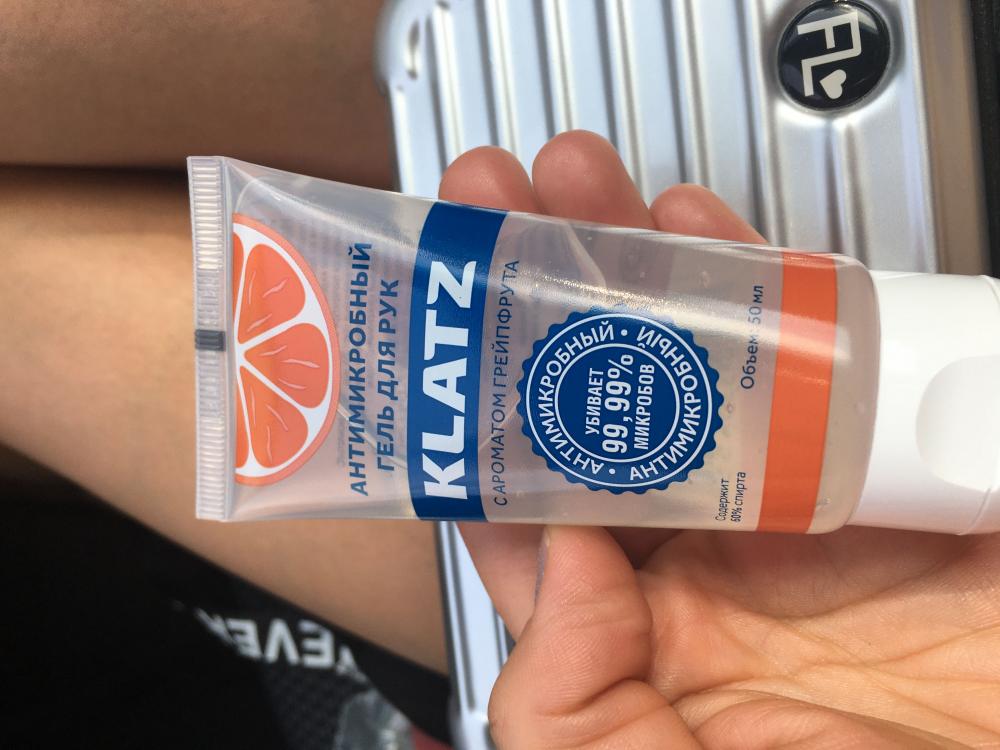 АНТИМИКРОБНЫЙ
ГЕЛЬ ДЛЯ РУК
KLATZ
С АРОМАТОМ ГРЕЙПФРУТА
АНТИМИКРОБНЫЙ • АНТИМИКРОБНЫЙ •
УБИВАЕТ
99,99%
МИКРОБОВ
Содержит
60% спирта
Объем: 50 мл
FL